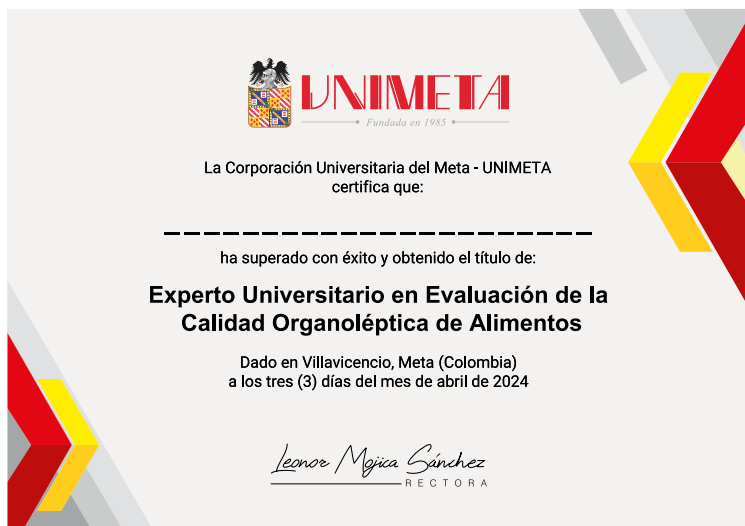 UNIMETA
Fundada en 1985
La Corporación Universitaria del Meta - UNIMETA
certifica que:
ha superado con éxito y obtenido el título de:
Experto Universitario en Evaluación de la
Calidad Organoléptica de Alimentos
Dado en Villavicencio, Meta (Colombia)
a los tres (3) días del mes de abril de 2024
Leonor Mojica Sánchez
RECTORA